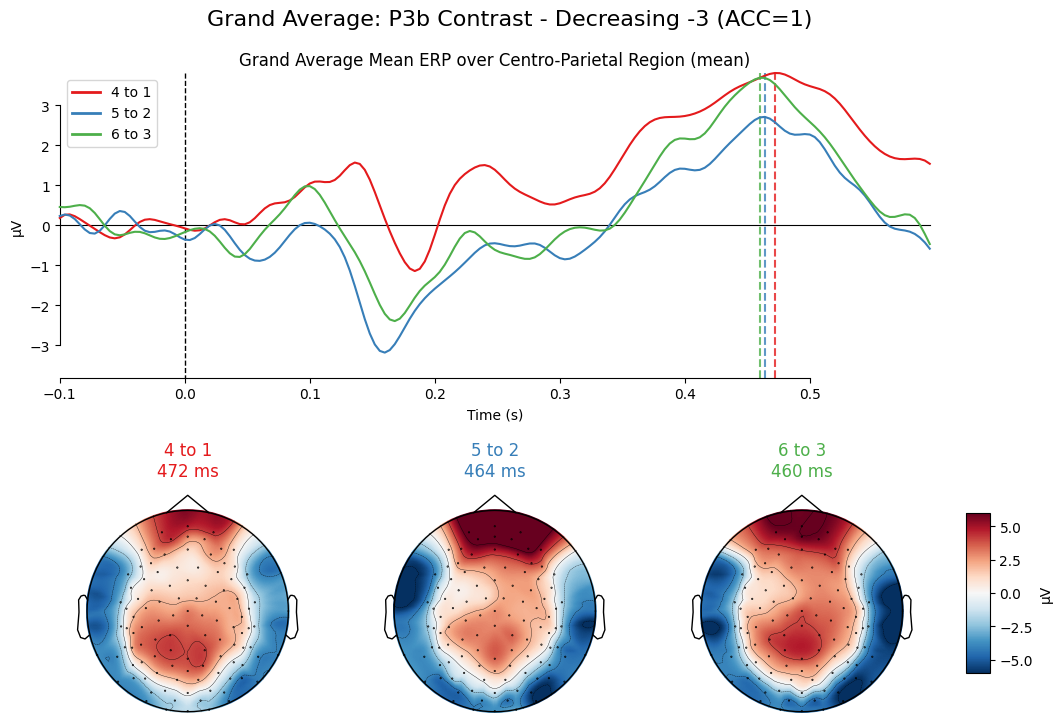 Grand Average: P3b Contrast - Decreasing -3 (ACC=1)
Grand Average Mean ERP over Centro-Parietal Region (mean)
4 to 1
5 to 2
6 to 3
3
2
1
0
−1
−2
−3
µV
−0.1
0.0
0.1
0.2
0.3
0.4
0.5
Time (s)
4 to 1
472 ms
5 to 2
464 ms
6 to 3
460 ms
5.0
2.5
0.0
−2.5
−5.0
µV